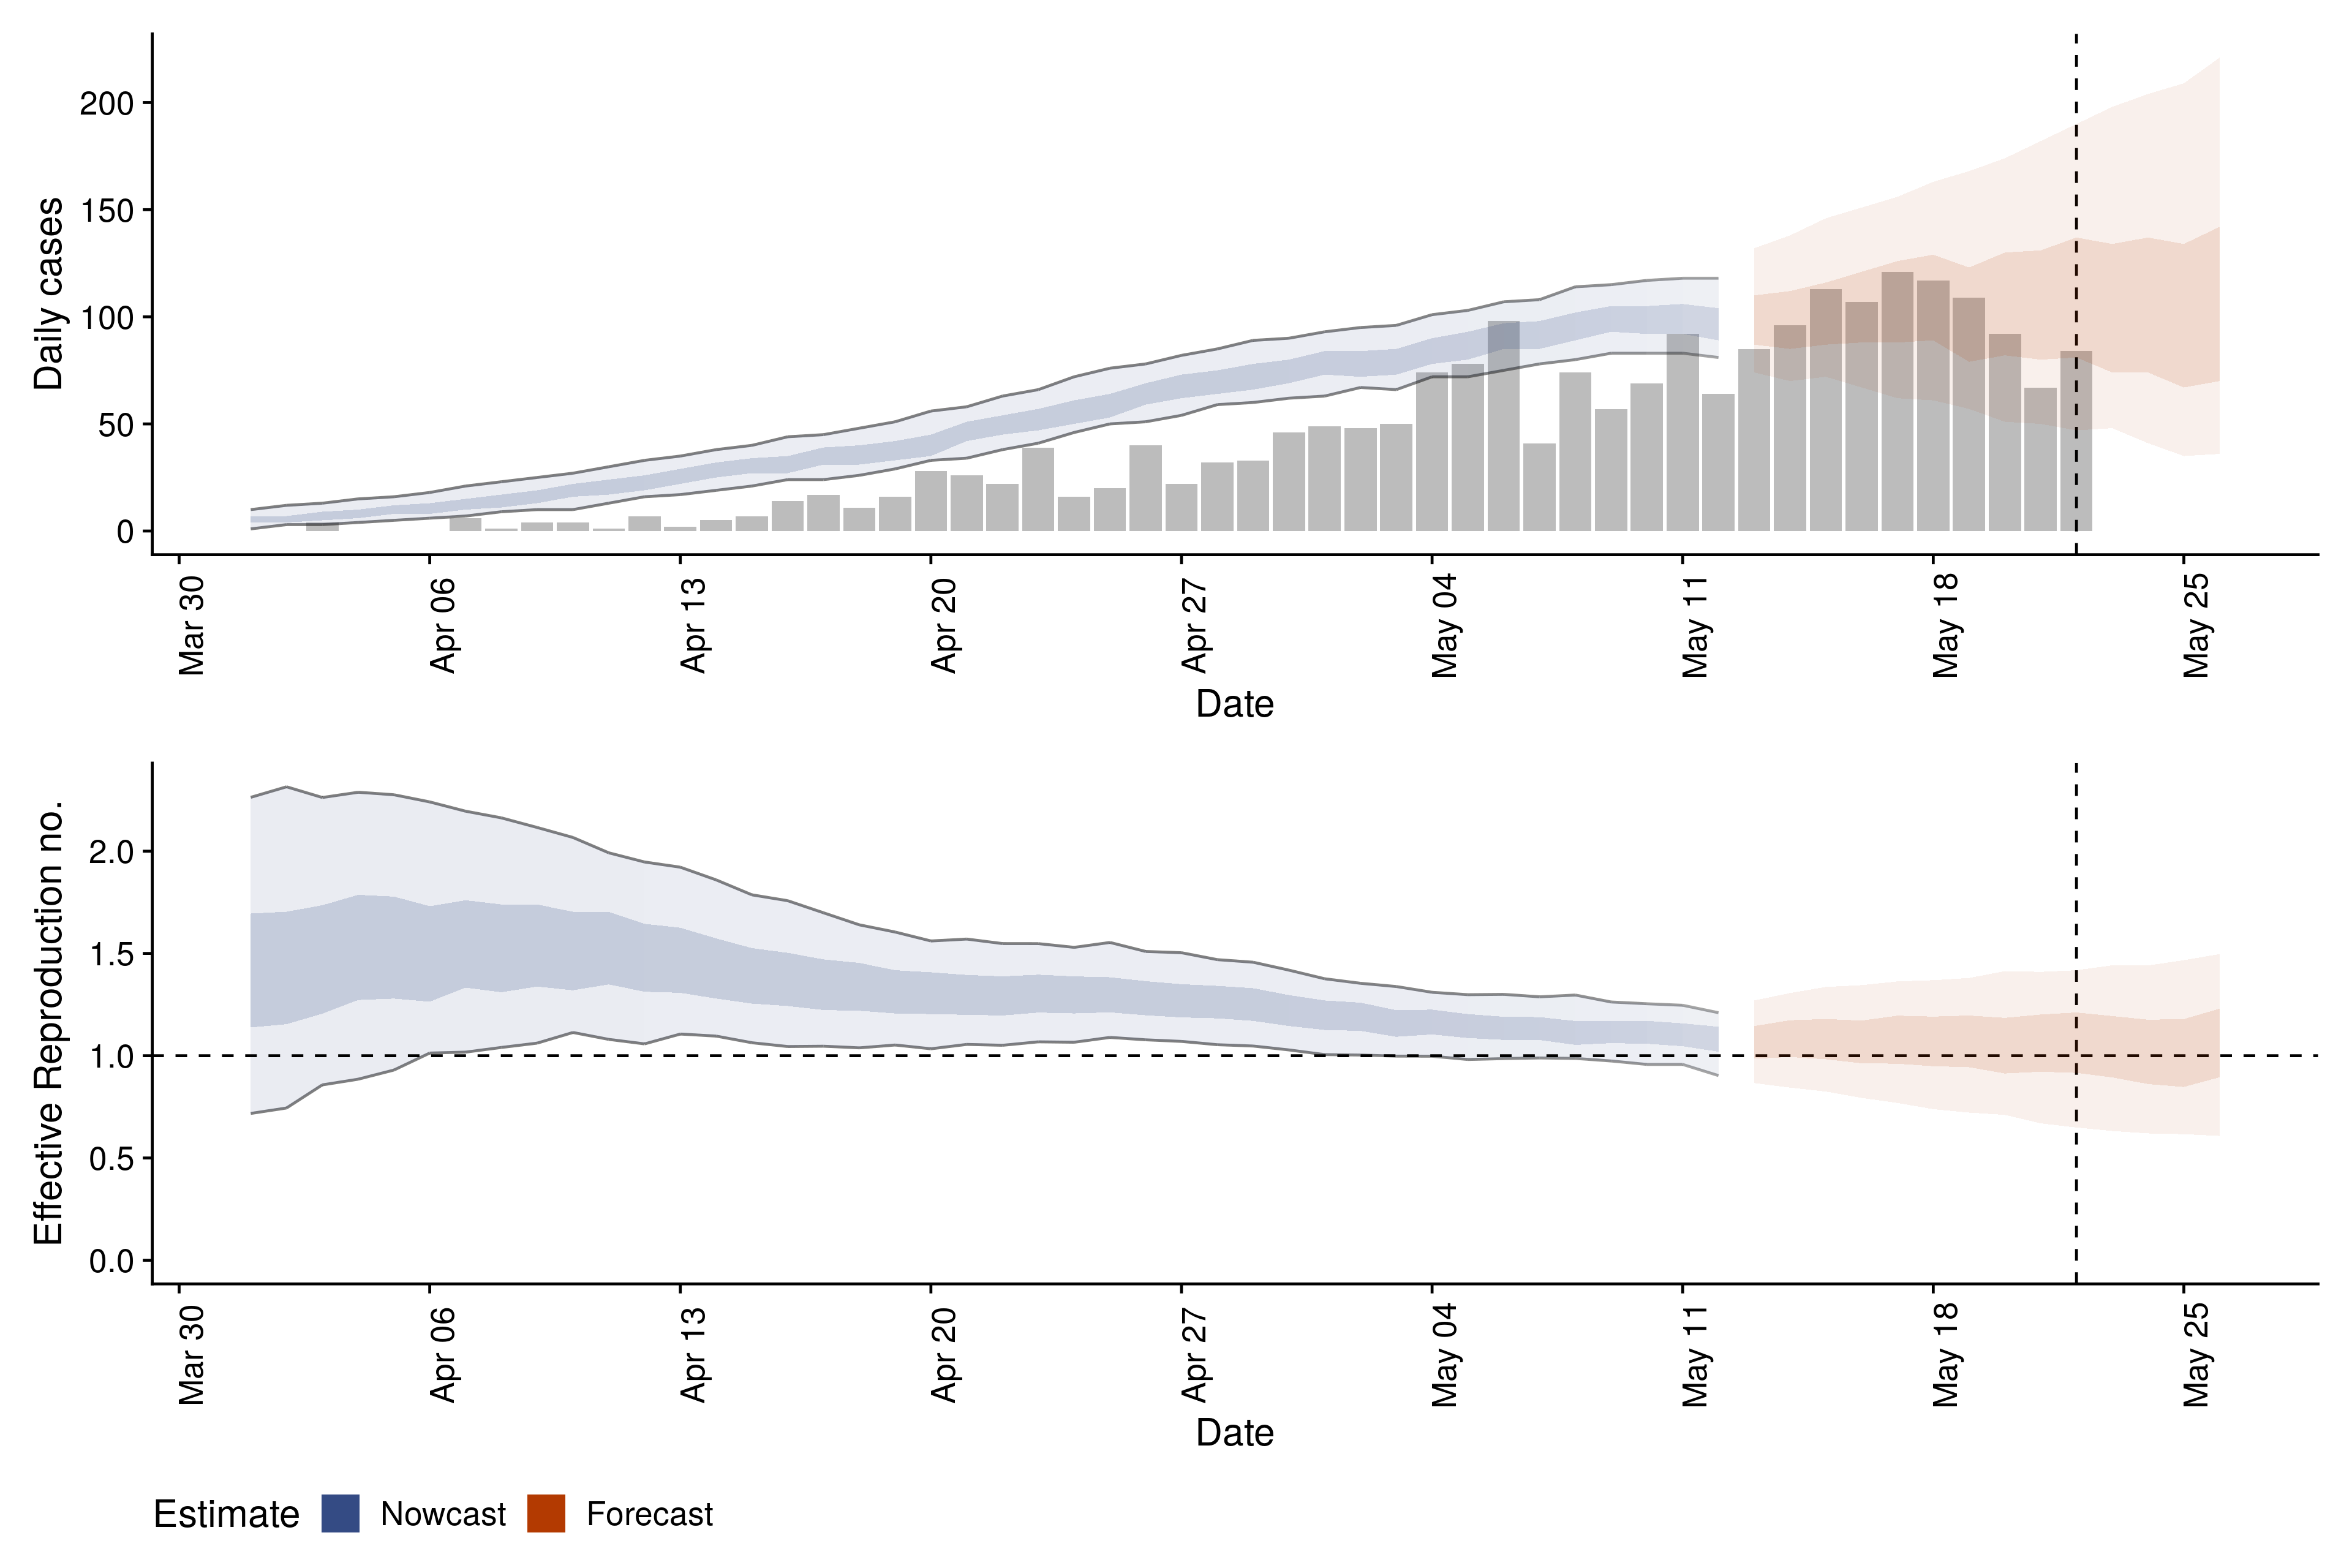 Daily cases
200
150
100
50
0
Mar 30
Apr 06
Apr 13
Apr 20
Apr 27
May 04
May 11
May 18
May 25
Date
Effective Reproduction no.
2.0
1.5
1.0
0.5
0.0
Mar 30
Apr 06
Apr 13
Apr 20
Apr 27
May 04
May 11
May 18
May 25
Date
Estimate Nowcast Forecast